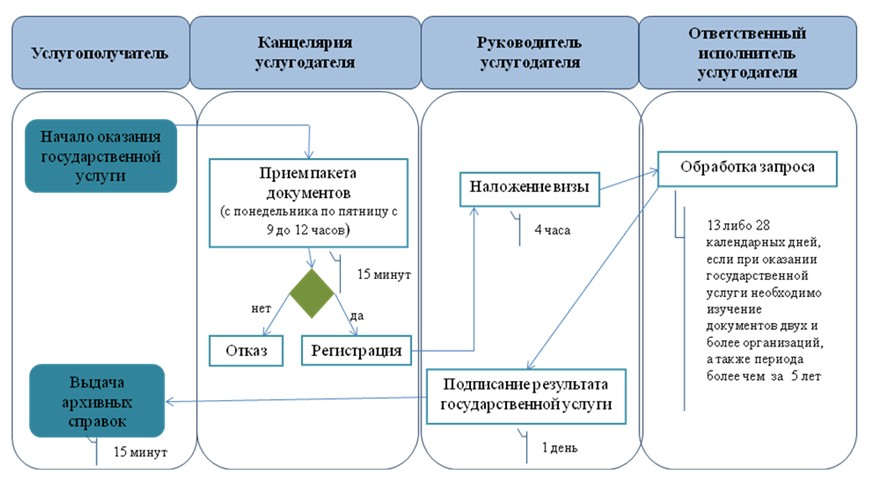 Услугополучатель
Канцелярия
услугодателя
Руководитель
услугодателя
Ответственный
исполнитель
услугодателя
Начало оказания
государственной
услуги
Прием пакета
документов
(с понедельника по пятницу с
9 до 12 часов)
15 минут
нет
да
Отказ
Регистрация
Наложение визы
4 часа
Обработка запроса
13 либо 28
календарных дней,
если при оказании
государственной
услуги необходимо
изучение
документов двух и
более организаций,
а также периода
более чем за 5 лет
Подписание результата
государственной услуги
1 день
Выдача
архивных
справок
15 минут